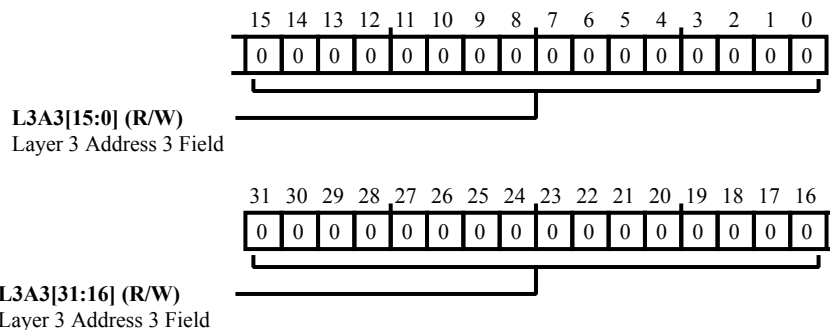 15 14 13 12 11 10 9 8 7 6 5 4 3 2 1 0
0 0 0 0 0 0 0 0 0 0 0 0 0 0 0 0
L3A3[15:0] (R/W)
Layer 3 Address 3 Field
31 30 29 28 27 26 25 24 23 22 21 20 19 18 17 16
0 0 0 0 0 0 0 0 0 0 0 0 0 0 0 0
L3A3[31:16] (R/W)
Layer 3 Address 3 Field